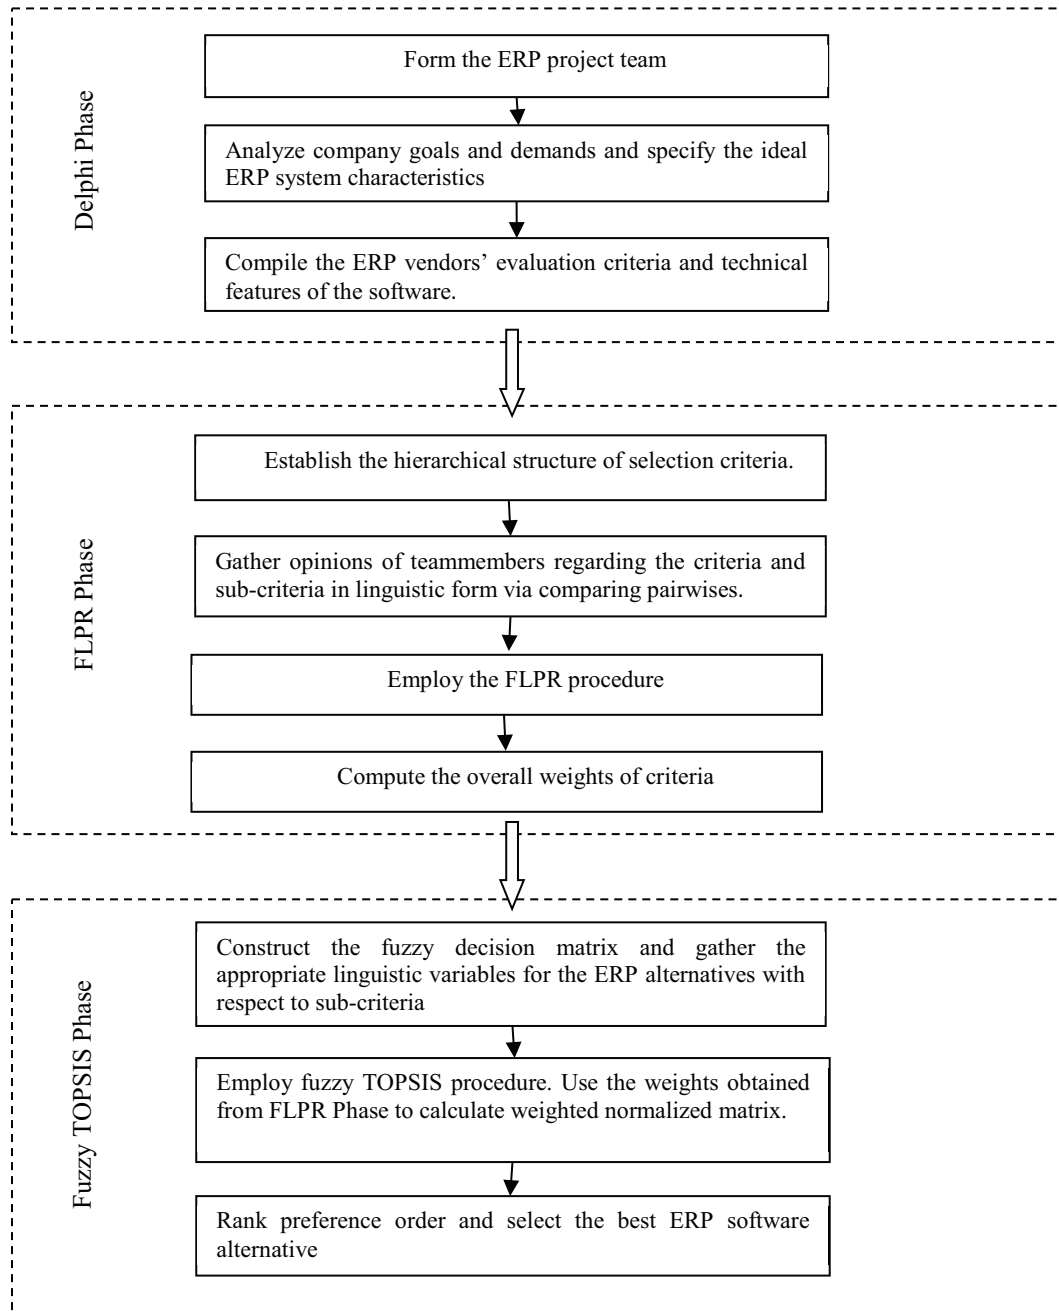 Delphi Phase
Form the ERP project team
Analyze company goals and demands and specify the ideal
ERP system characteristics
Compile the ERP vendors’ evaluation criteria and technical
features of the software.
FLPR Phase
Establish the hierarchical structure of selection criteria.
Gather opinions of teammembers regarding the criteria and
sub-criteria in linguistic form via comparing pairwises.
Employ the FLPR procedure
Compute the overall weights of criteria
Fuzzy TOPSIS Phase
Construct the fuzzy decision matrix and gather the
appropriate linguistic variables for the ERP alternatives with
respect to sub-criteria
Employ fuzzy TOPSIS procedure. Use the weights obtained
from FLPR Phase to calculate weighted normalized matrix.
Rank preference order and select the best ERP software
alternative